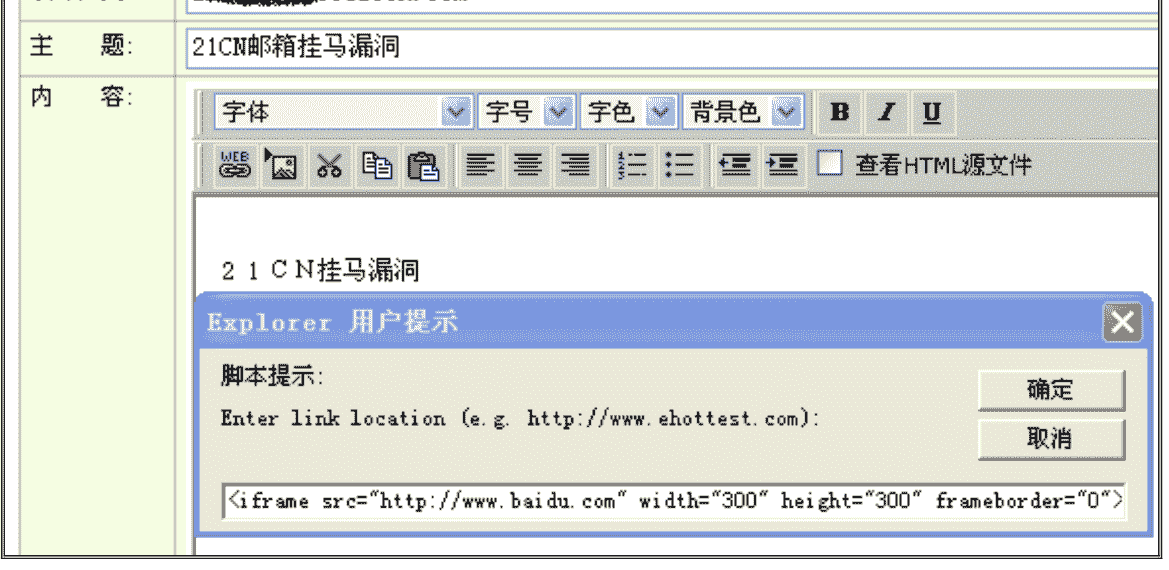 主 题:
21CN邮箱挂马漏洞
内 容:
字体 字号 字色 背景色 B I U
WEB 查看HTML源文件
21CN挂马漏洞
Explorer 用户提示
脚本提示:
确定
Enter link location (e.g. http://www.ehottest.com):
取消
<iframe src="http://www.baidu.com" width="300" height="300" frameborder="0">